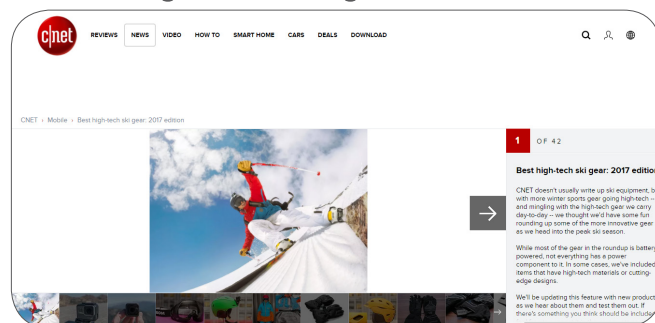 c|net
REVIEWS NEWS VIDEO HOW TO SMART HOME CARS DEALS DOWNLOAD
CNET › Mobile › Best high-tech ski gear: 2017 edition
1 OF 42
Best high-tech ski gear: 2017 edition
CNET doesn't usually write up ski equipment, b
with more winter sports gear going high-tech --
and mingling with the high-tech gear we carry
day-to-day -- we thought we'd have some fun
rounding up some of the more innovative gear
as we head into the peak ski season.
While most of the gear in the roundup is battery
powered, not everything has a power
component to it. In some cases, we've included
items that have high-tech materials or cutting-
edge designs.
We'll be updating this feature with new product
as we hear about them and test them out. If
there's something you think should be include